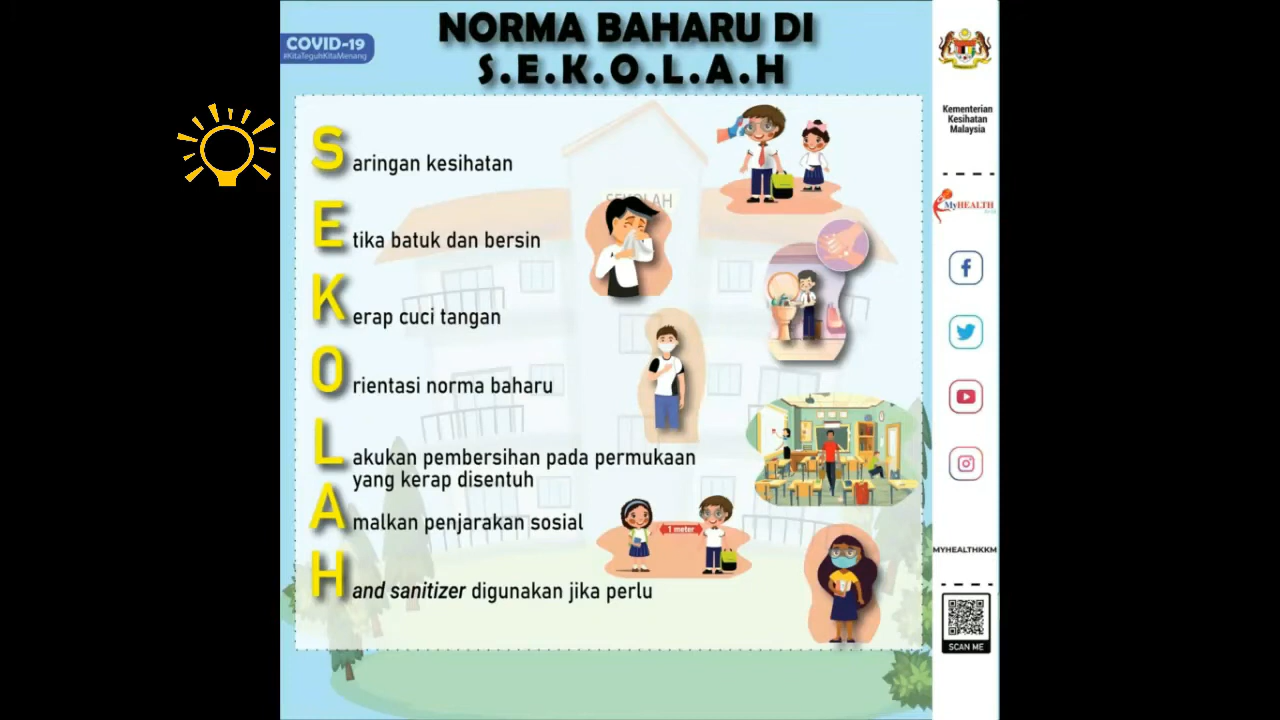 NORMA BAHARU DI
S.E.K.O.L.A.H
COVID-19
#KitaTeguhKitaMenang
Saringan kesihatan
SEKOLAH
Etika batuk dan bersin
Kerap cuci tangan
Orientasi norma baharu
Lakukan pembersihan pada permukaan
yang kerap disentuh
Amalkan penjarakan sosial
1 meter
Hand sanitizer digunakan jika perlu
Kementerian
Kesihatan
Malaysia
MyHEALTH
MYHEALTHKKM
SCAN ME